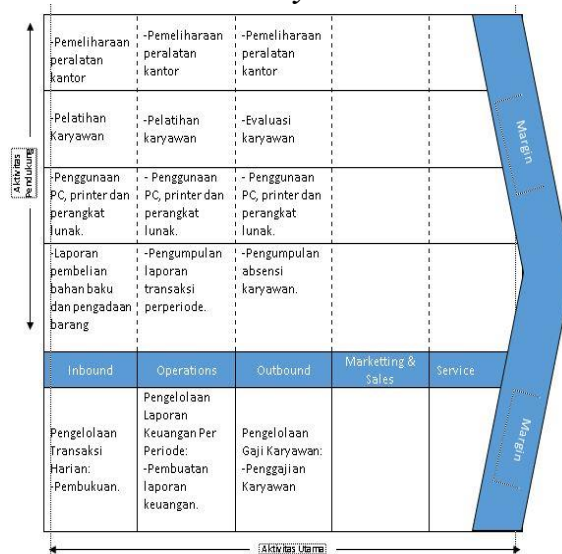 -Pemeliharaan
peralatan
kantor
-Pemeliharaan
peralatan
kantor
-Pemeliharaan
peralatan
kantor
-Pelatihan
Karyawan
-Pelatihan
karyawan
-Evaluasi
karyawan
-Penggunaan
PC, printer dan
perangkat
lunak.
- Penggunaan
PC, printer dan
perangkat
lunak.
- Penggunaan
PC, printer dan
perangkat
lunak.
-Laporan
pembelian
bahan baku
dan pengadaan
barang
-Pengumpulan
laporan
transaksi
perperiode.
-Pengumpulan
absensi
karyawan.
Aktivitas
Pendukung
Margin
Inbound
Operations
Outbound
Marketting &
Sales
Service
Pengelolaan
Transaksi
Harian:
-Pembukuan.
Pengelolaan
Laporan
Keuangan Per
Periode:
-Pembuatan
laporan
keuangan.
Pengelolaan
Gaji Karyawan:
-Penggajian
Karyawan
Margin
Aktivitas Utama